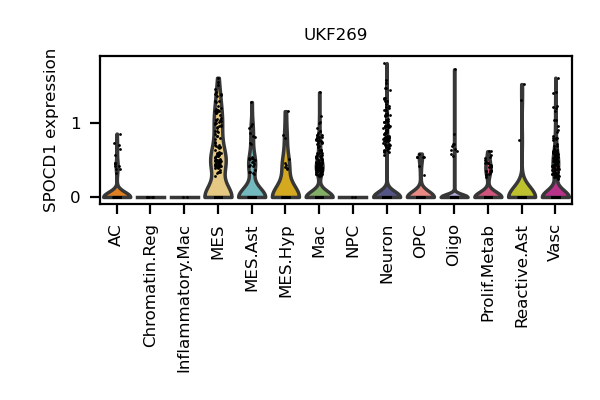 UKF269
SPOCD1 expression
1
0
AC
Chromatin.Reg
Inflammatory.Mac
MES
MES.Ast
MES.Hyp
Mac
NPC
Neuron
OPC
Oligo
Prolif.Metab
Reactive.Ast
Vasc